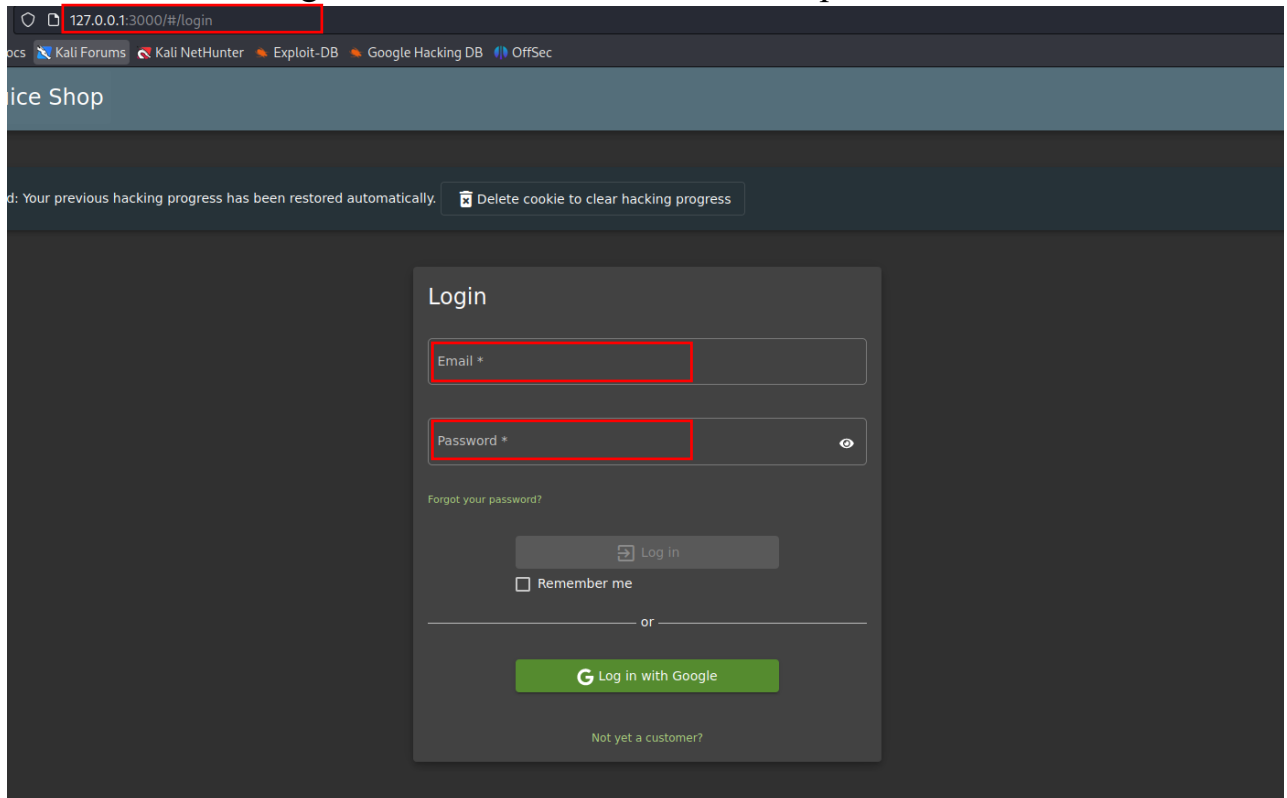 127.0.0.1:3000/#/login
ocs Kali Forums Kali NetHunter Exploit-DB Google Hacking DB OffSec
ice Shop
d: Your previous hacking progress has been restored automatically. Delete cookie to clear hacking progress
Login
Email *
Password *
Forgot your password?
Log in
Remember me
or
G Log in with Google
Not yet a customer?